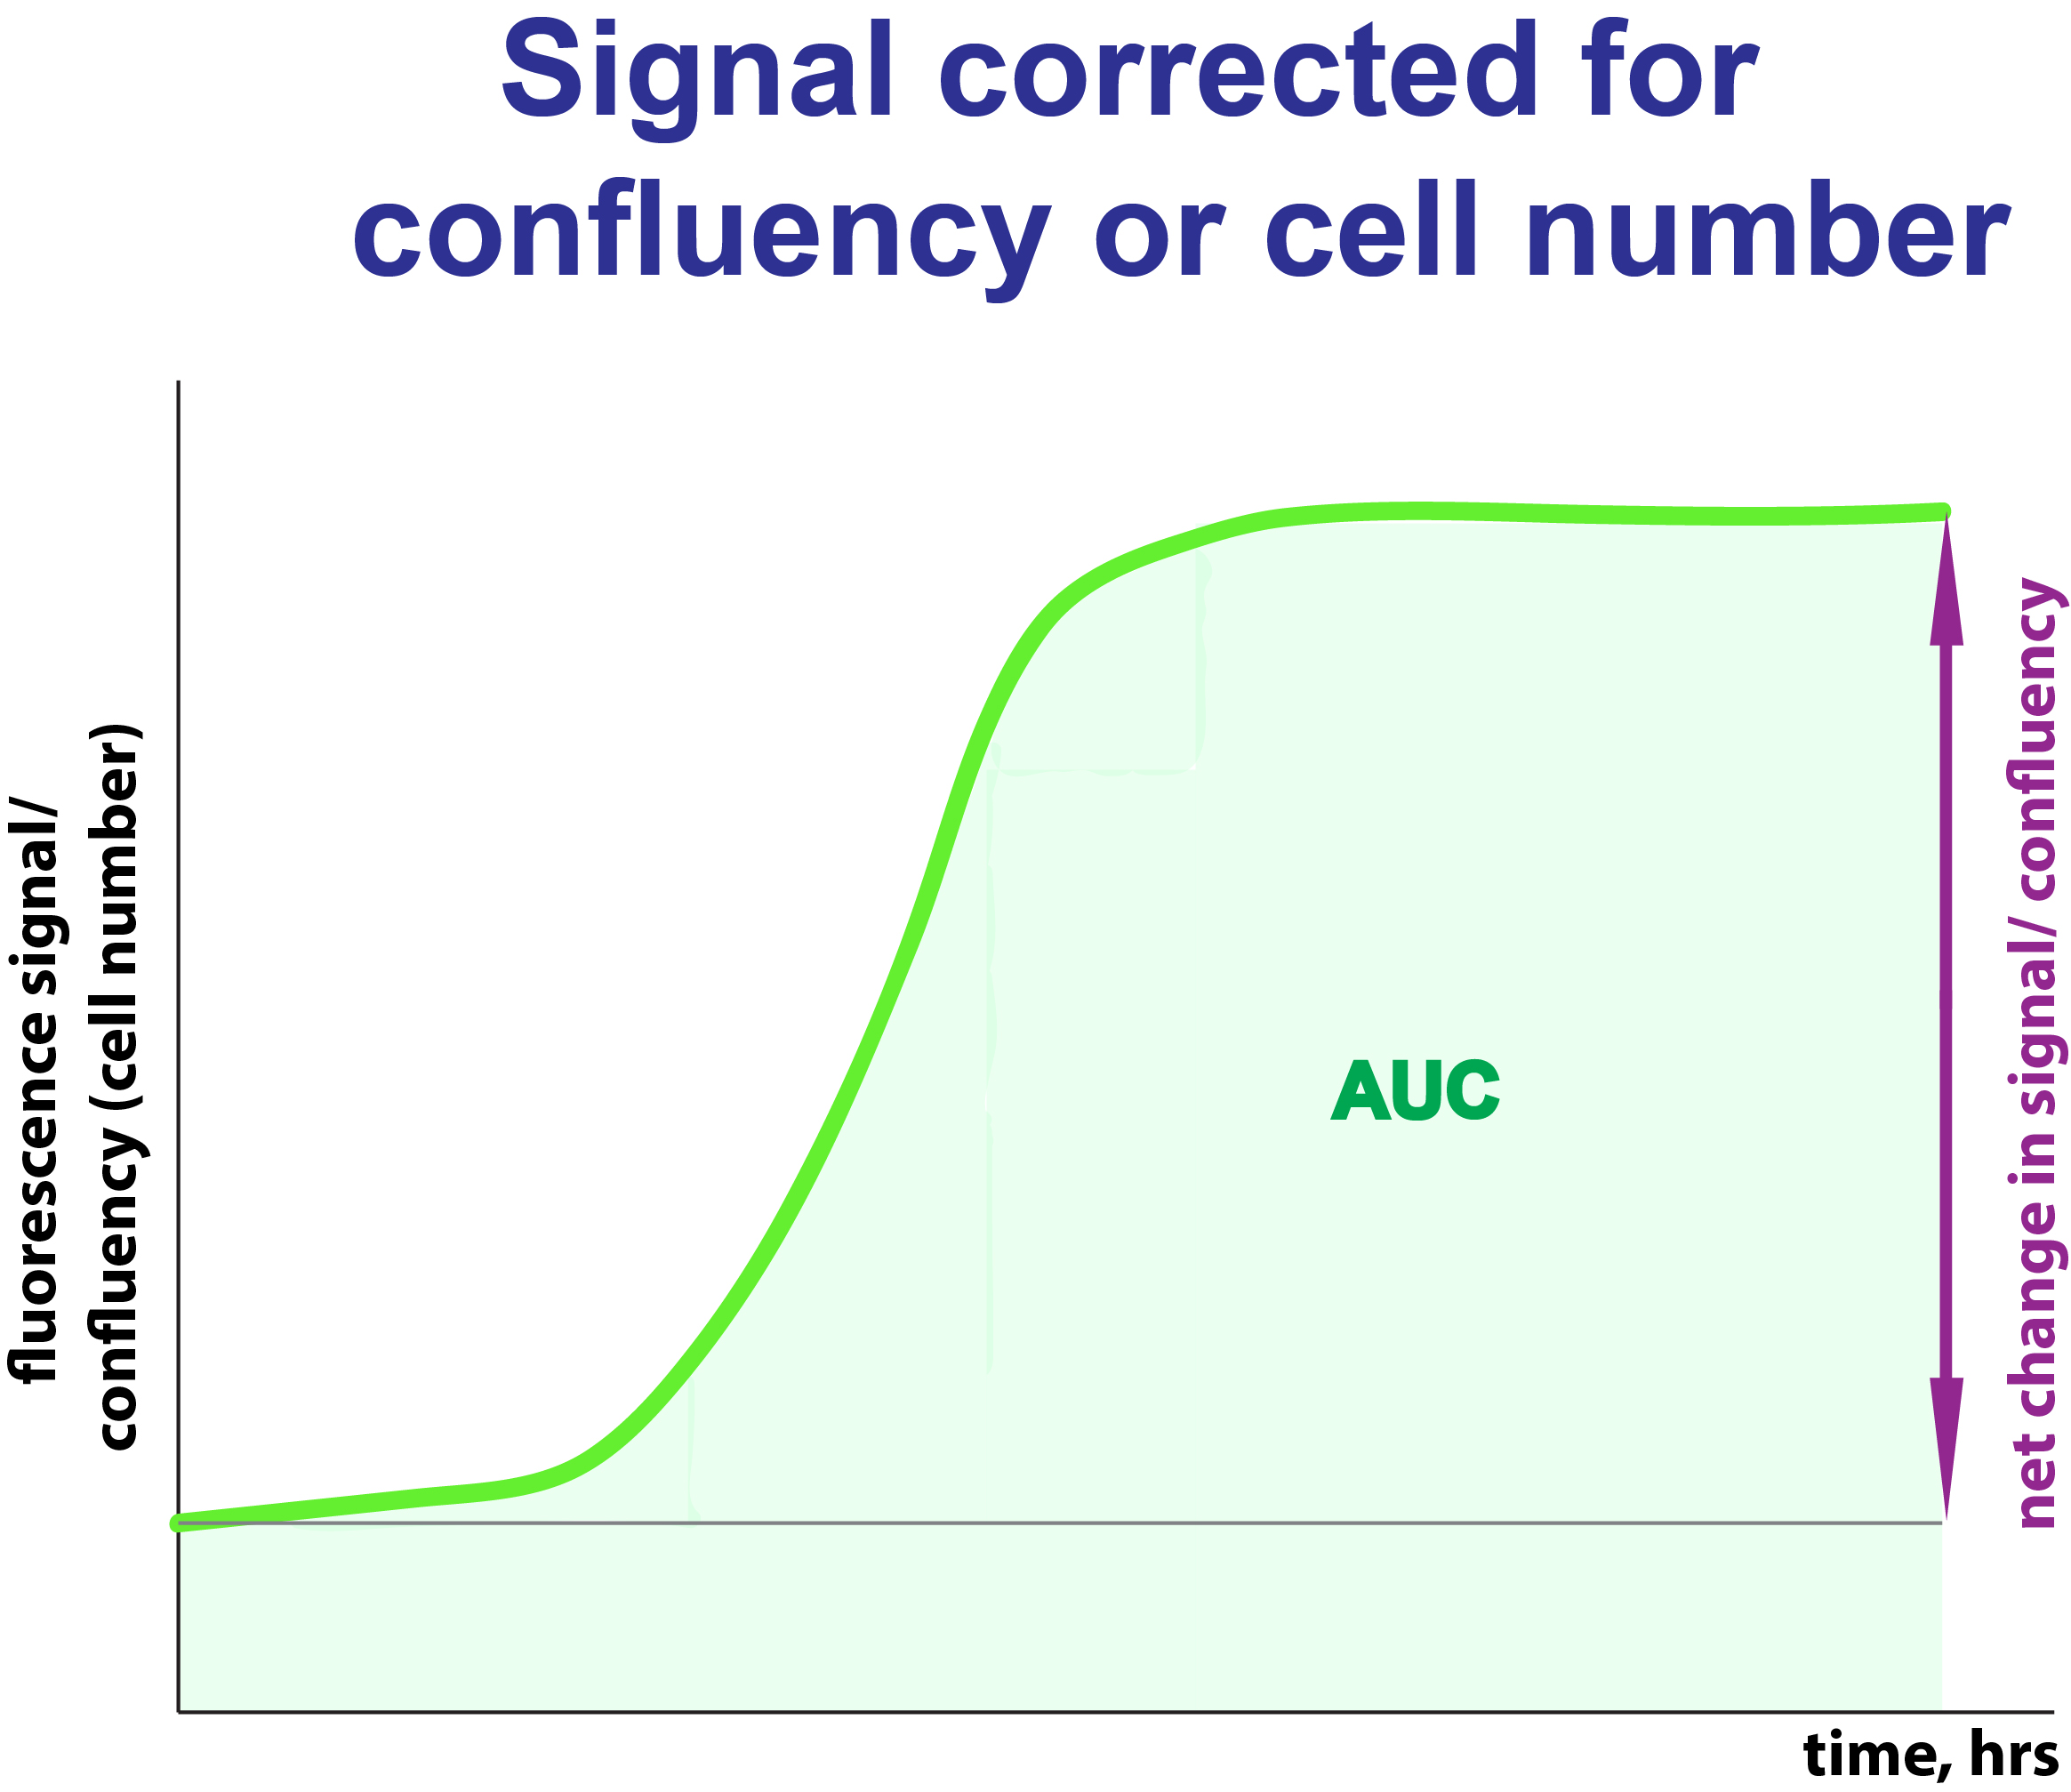 Signal corrected for
confluency or cell number
fluorescence signal/
confluency (cell number)
AUC
net change in signal/ confluency
time, hrs